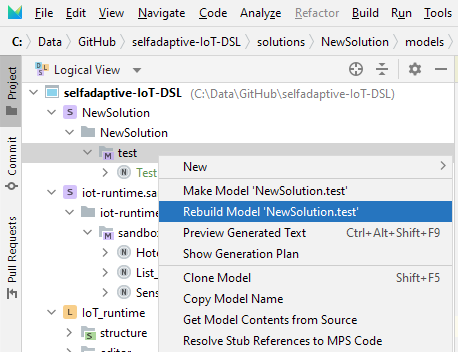 File Edit View Navigate Code Analyze Refactor Build Run Tools
C: Data GitHub selfadaptive-IoT-DSL solutions NewSolution models
Project
Commit
Pull Requests
Logical View
selfadaptive-IoT-DSL (C:\Data\GitHub\selfadaptive-IoT-DSL)
NewSolution
NewSolution
test
Test
iot-runtime.sa
iot-runtim
sandbo
Hote
List_
Sens
IoT_runtime
structure
editor
New
Make Model 'NewSolution.test'
Rebuild Model 'NewSolution.test'
Preview Generated Text Ctrl+Alt+Shift+F9
Show Generation Plan
Clone Model Shift+F5
Copy Model Name
Get Model Contents from Source
Resolve Stub References to MPS Code